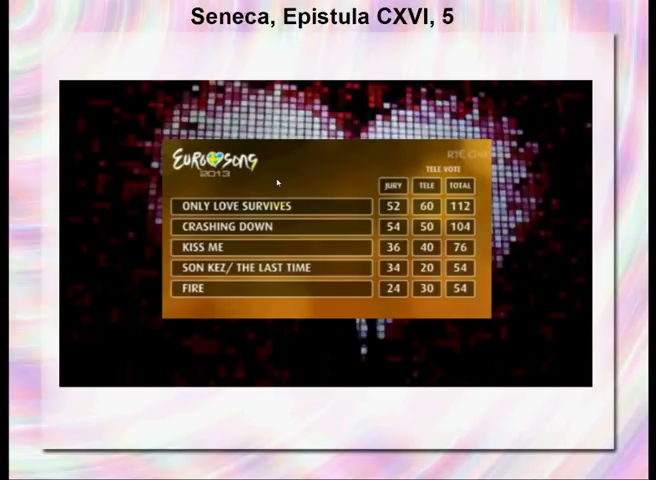 Seneca, Epistula CXVI, 5
EUROSONG
2013
RTÉ ONE
TELE VOTE
JURY TELE TOTAL
ONLY LOVE SURVIVES 52 60 112
CRASHING DOWN 54 50 104
KISS ME 36 40 76
SON KEZ/ THE LAST TIME 34 20 54
FIRE 24 30 54